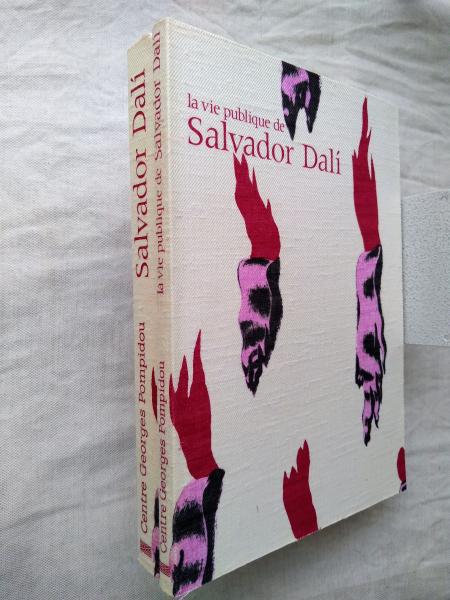 la vie publique de
Salvador Dalí
Salvador Dalí
la vie publique de Salvador Dalí
Centre Georges Pompidou
Centre Georges Pompidou